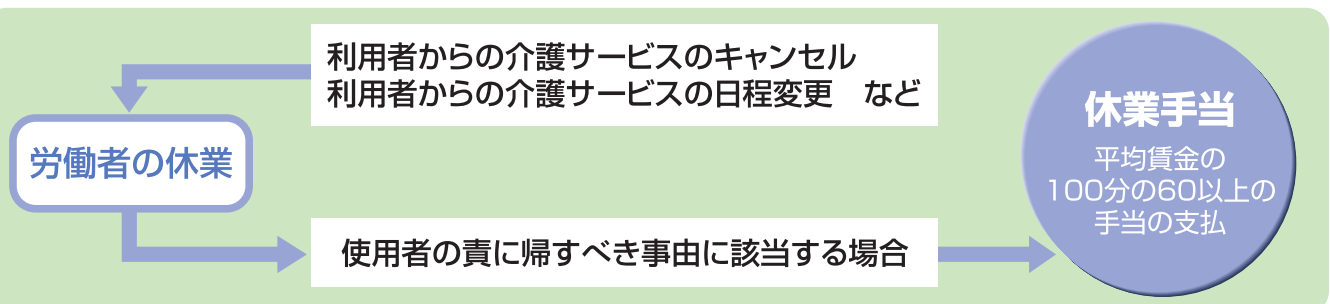 利用者からの介護サービスのキャンセル
利用者からの介護サービスの日程変更　など
労働者の休業
使用者の責に帰すべき事由に該当する場合
休業手当
平均賃金の
100分の60以上の
手当の支払